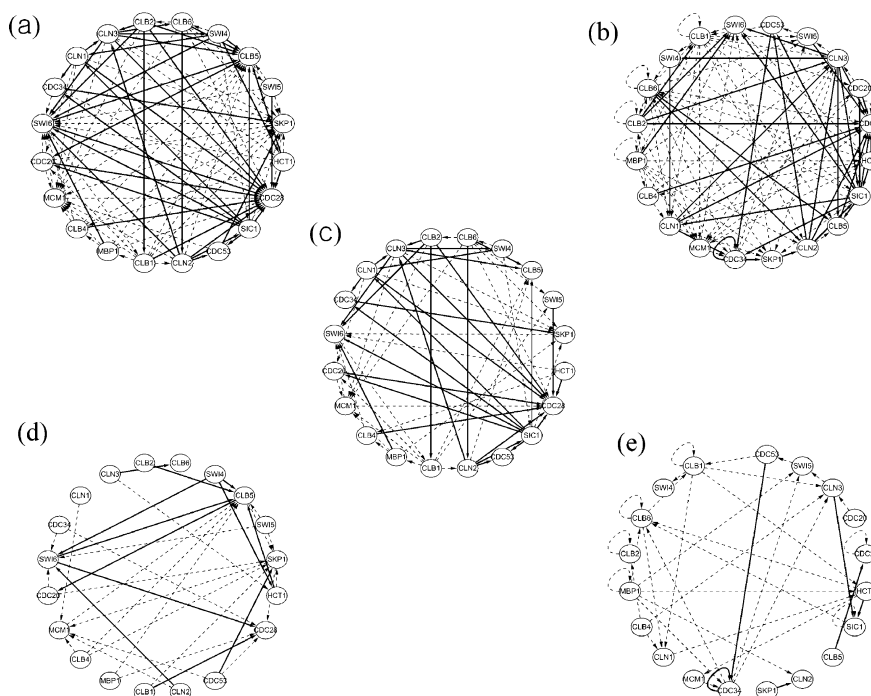 (a)
CLB2 CLB6
CLN3 SWI4
CLN1 CLB5
CDC34 SWI5
SWI6 SKP1
CDC20 HCT1
MCM1 CDC28
CLB4 SIC1
MBP1 CDC53
CLB1 CLN2
(b)
SWI6 CDC53
CLB1 SWI6
SWI4 CLN3
CLB6 CDC20
CLB2
MBP1
CLB4 SIC1
CLN1 CLB5
MCM1 CLN2
CDC34 SKP1
(c)
CLB2 CLB6
CLN3 SWI4
CLN1 CLB5
CDC34 SWI5
SWI6 SKP1
CDC20 HCT1
MCM1 CDC28
CLB4 SIC1
MBP1 CDC53
CLB1 CLN2
(d)
CLB2 CLB6
CLN3 SWI4
CLN1 CLB5
CDC34 SWI5
SWI6 SKP1
CDC20 HCT1
MCM1 CDC28
CLB4 CDC53
MBP1 CLN2
CLB1
(e)
CDC53
CLB1 SWI5
SWI4 CLN3
CLB6 CDC20
CLB2
MBP1 HCT
CLB4 SIC1
CLN1 CLB5
MCM1 CLN2
CDC34 SKP1